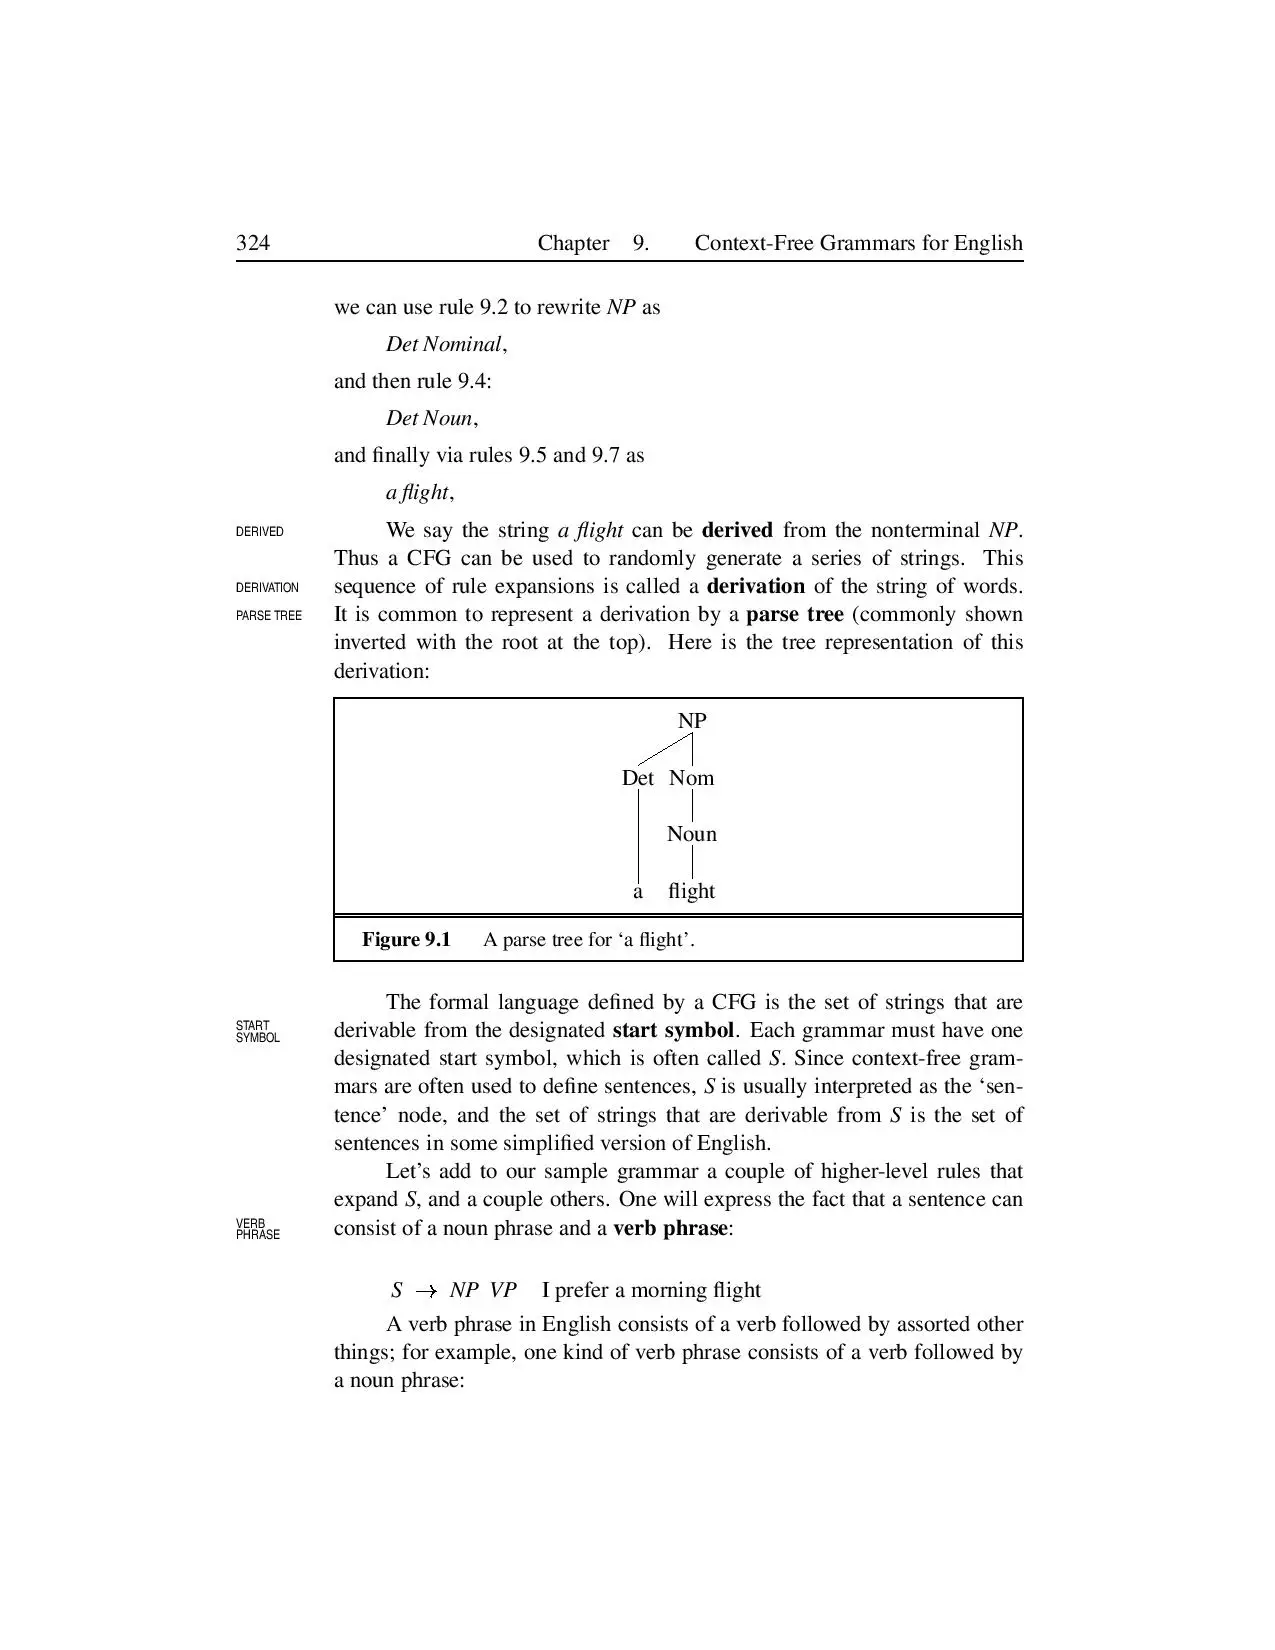 324 Chapter 9. Context-Free Grammars for English
we can use rule 9.2 to rewrite NP as
Det Nominal,
and then rule 9.4:
Det Noun,
and finally via rules 9.5 and 9.7 as
a flight,
DERIVED
We say the string a flight can be derived from the nonterminal NP.
Thus a CFG can be used to randomly generate a series of strings. This
DERIVATION
sequence of rule expansions is called a derivation of the string of words.
PARSE TREE
It is common to represent a derivation by a parse tree (commonly shown
inverted with the root at the top). Here is the tree representation of this
derivation:
NP
Det Nom
Noun
a flight
Figure 9.1 A parse tree for ‘a flight’.
The formal language defined by a CFG is the set of strings that are
START
SYMBOL
derivable from the designated start symbol. Each grammar must have one
designated start symbol, which is often called S. Since context-free gram-
mars are often used to define sentences, S is usually interpreted as the ‘sen-
tence’ node, and the set of strings that are derivable from S is the set of
sentences in some simplified version of English.
Let’s add to our sample grammar a couple of higher-level rules that
expand S, and a couple others. One will express the fact that a sentence can
VERB
PHRASE
consist of a noun phrase and a verb phrase:
S → NP VP I prefer a morning flight
A verb phrase in English consists of a verb followed by assorted other
things; for example, one kind of verb phrase consists of a verb followed by
a noun phrase: